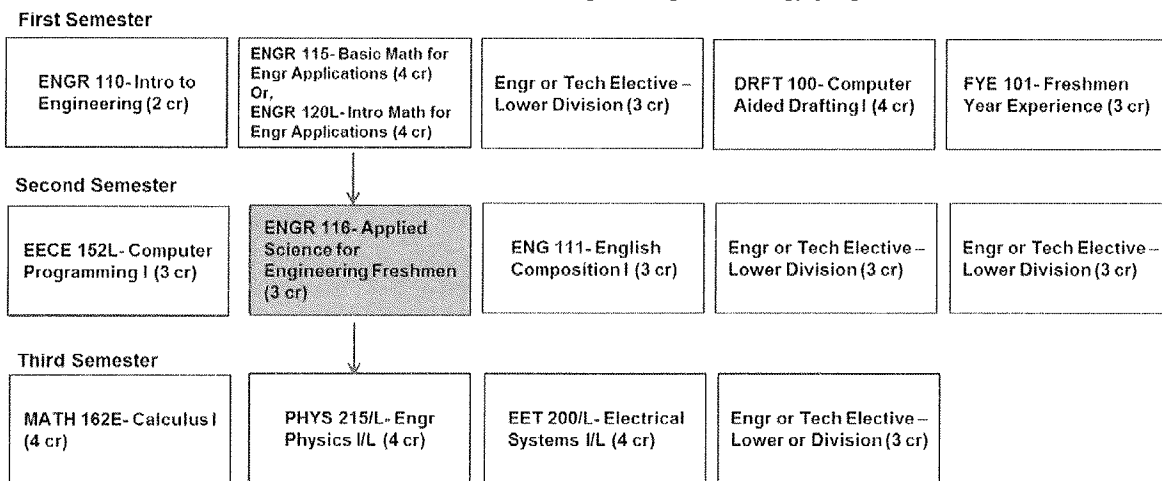 First Semester
ENGR 110- Intro to
Engineering (2 cr)
ENGR 115- Basic Math for
Engr Applications (4 cr)
Or,
ENGR 120L- Intro Math for
Engr Applications (4 cr)
Engr or Tech Elective –
Lower Division (3 cr)
DRFT 100- Computer
Aided Drafting I (4 cr)
FYE 101- Freshmen
Year Experience (3 cr)
Second Semester
EECE 152L- Computer
Programming I (3 cr)
ENGR 116- Applied
Science for
Engineering Freshmen
(3 cr)
ENG 111- English
Composition I (3 cr)
Engr or Tech Elective –
Lower Division (3 cr)
Engr or Tech Elective –
Lower Division (3 cr)
Third Semester
MATH 162E- Calculus I
(4 cr)
PHYS 215/L- Engr
Physics I/L (4 cr)
EET 200/L- Electrical
Systems I/L (4 cr)
Engr or Tech Elective –
Lower or Division (3 cr)